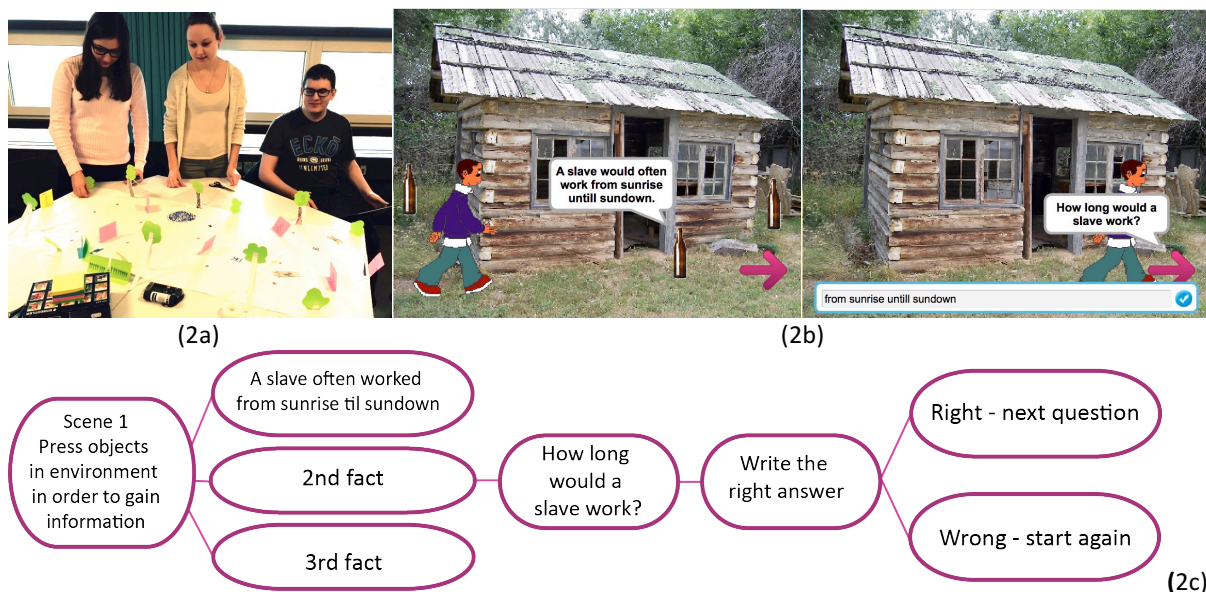 ECKŌ
UNLIMITED
A slave would often
work from sunrise
untill sundown.
How long would a
slave work?
from sunrise untill sundown
(2a)
(2b)
Scene 1
Press objects
in environment
in order to gain
information
A slave often worked
from sunrise til sundown
2nd fact
3rd fact
How long
would a
slave work?
Write the
right answer
Right - next question
Wrong - start again
(2c)